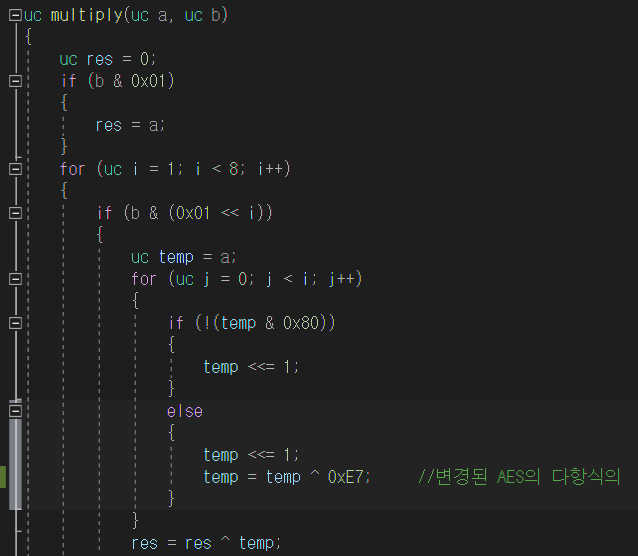 uc multiply(uc a, uc b)
{
uc res = 0;
if (b & 0x01)
{
res = a;
}
for (uc i = 1; i < 8; i++)
{
if (b & (0x01 << i))
{
uc temp = a;
for (uc j = 0; j < i; j++)
{
if (!(temp & 0x80))
{
temp <<= 1;
}
else
{
temp <<= 1;
temp = temp ^ 0xE7; //변경된 AES의 다항식의
}
}
res = res ^ temp;